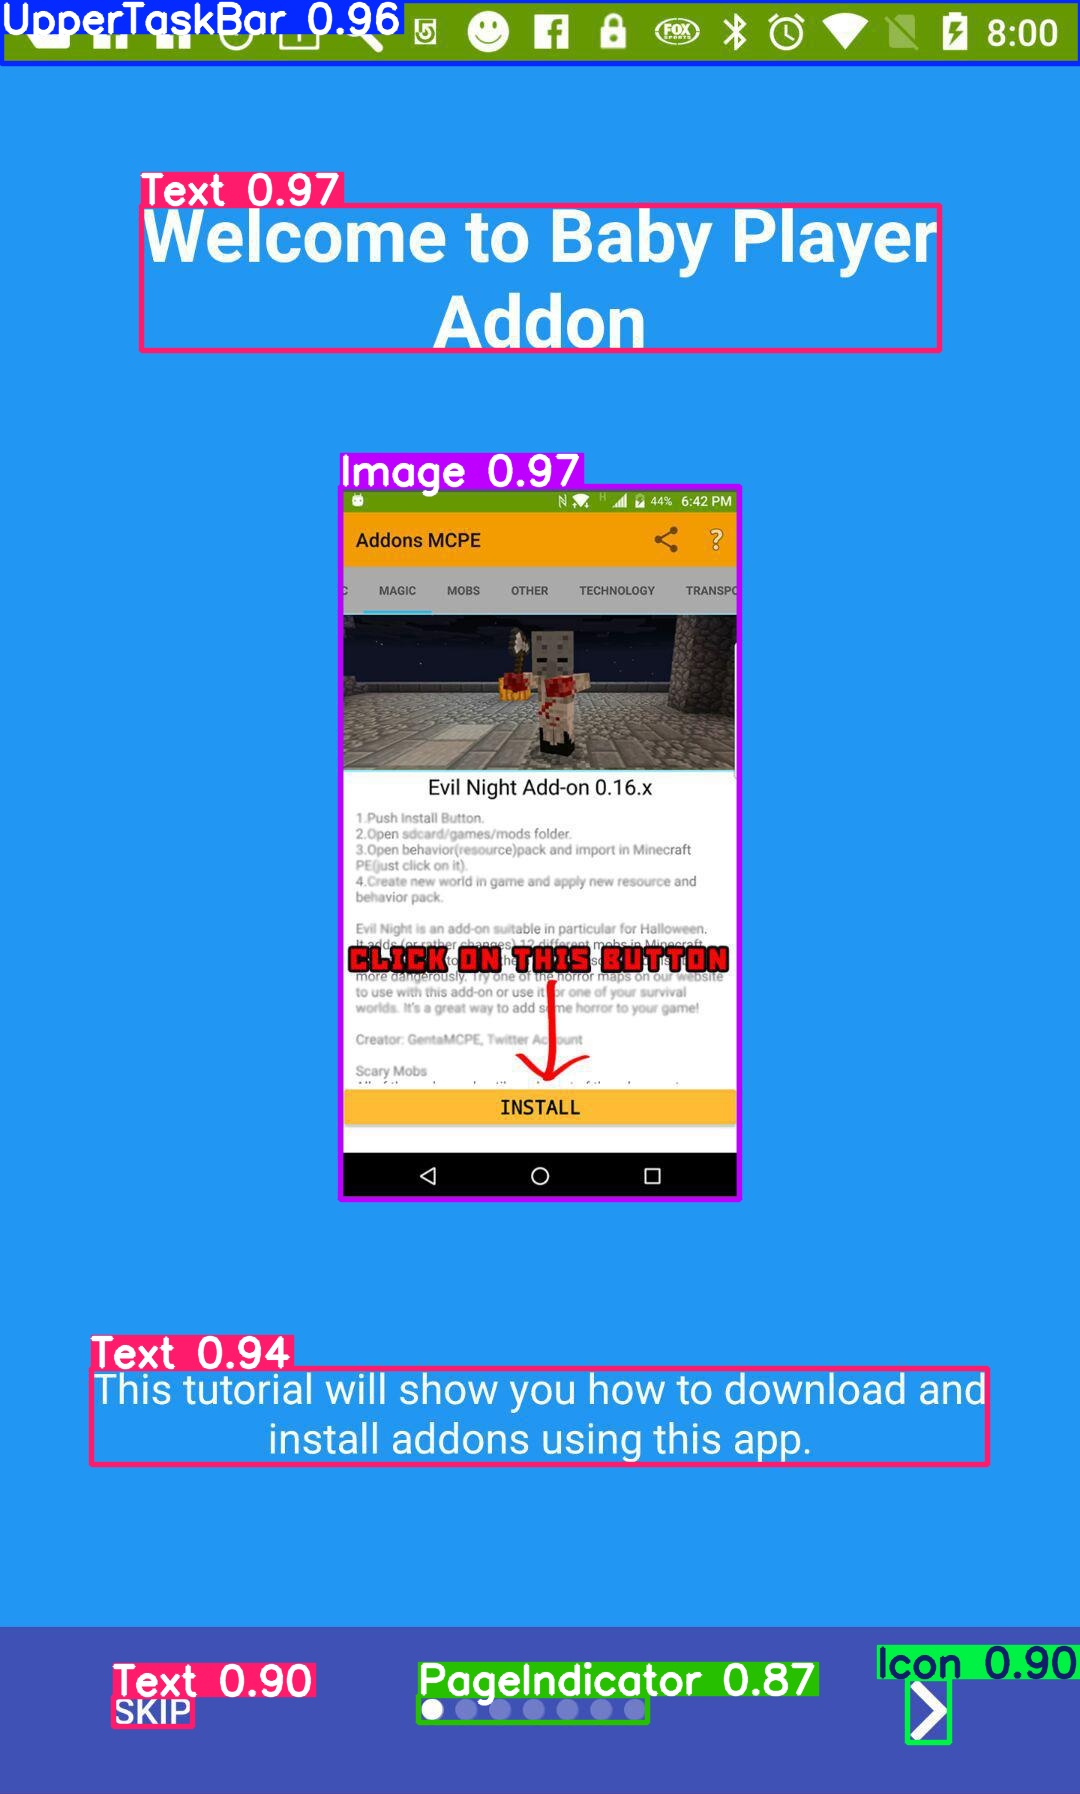 UpperTaskBar 0.96
FOX SPORTS
8:00
Text 0.97
Welcome to Baby Player
Addon
Image 0.97
44% 6:42 PM
Addons MCPE
?
C MAGIC MOBS OTHER TECHNOLOGY TRANSPO
Evil Night Add-on 0.16.x
1.Push Install Button.
2.Open sdcard/games/mods folder.
3.Open behavior(resource)pack and import in Minecraft
PE(just click on it).
4.Create new world in game and apply new resource and
behavior pack.
Evil Night is an add-on suitable in particular for Halloween.
It adds (or rather changes) 12 different mobs in Minecraft
CLICK ON THIS BUTTON
more dangerously. Try one of the horror maps on our website
to use with this add-on or use it for one of your survival
worlds. It's a great way to add some horror to your game!
Creator: GentaMCPE, Twitter Account
Scary Mobs
INSTALL
Text 0.94
This tutorial will show you how to download and
install addons using this app.
Text 0.90
SKIP
PageIndicator 0.87
Icon 0.90